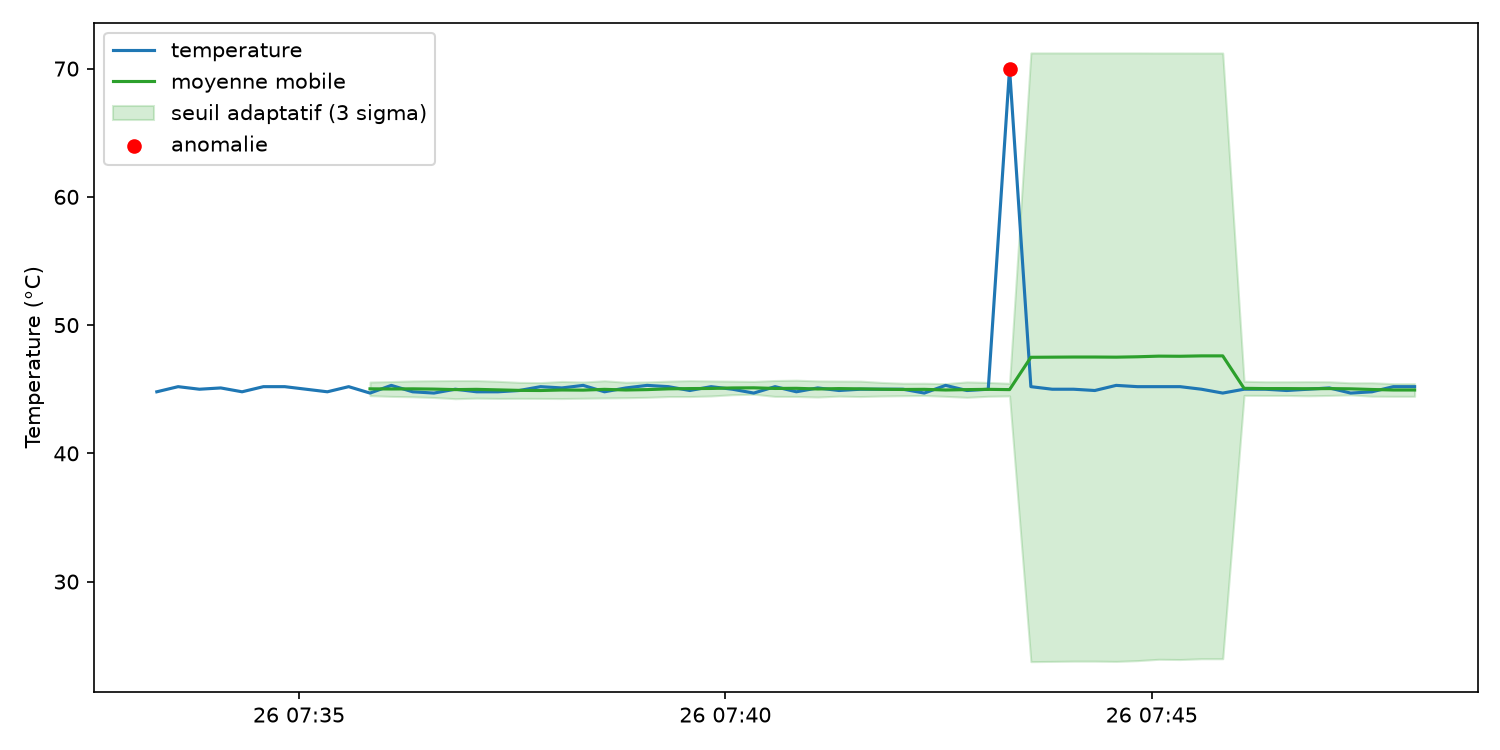 temperature
moyenne mobile
seuil adaptatif (3 sigma)
anomalie
Temperature (°C)
70
60
50
40
30
26 07:35
26 07:40
26 07:45